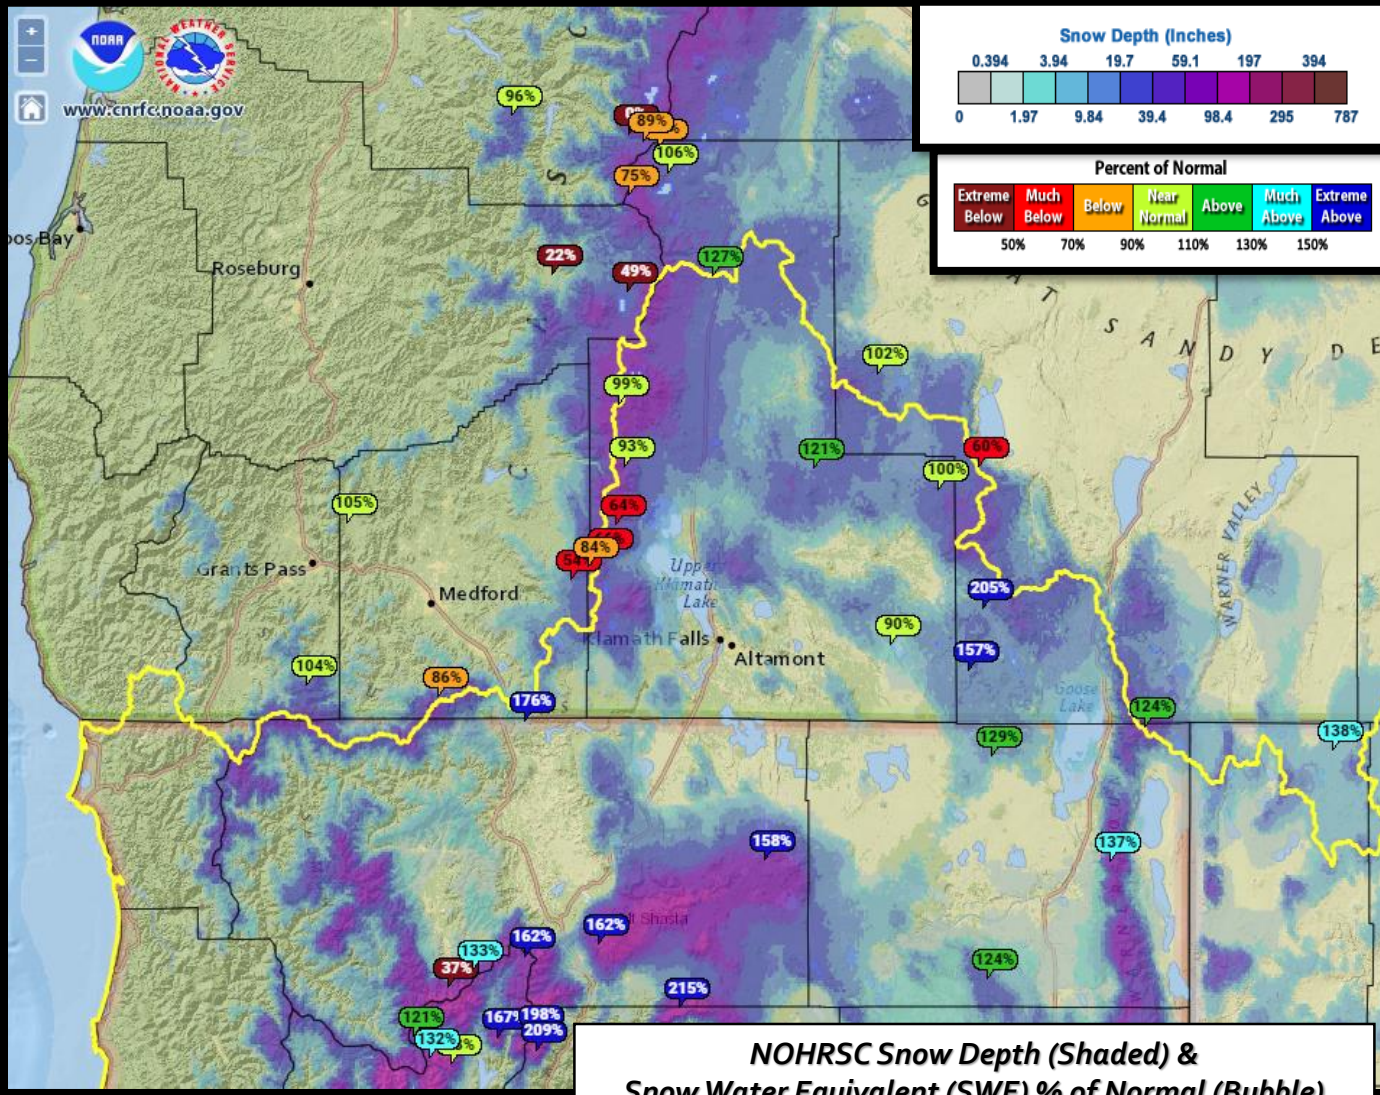 +
−
NOAA
NATIONAL WEATHER SERVICE
www.cnrfc.noaa.gov
Snow Depth (Inches)
0.394 3.94 19.7 59.1 197 394
0 1.97 9.84 39.4 98.4 295 787
Percent of Normal
Extreme Below
Much Below
Below
Near Normal
Above
Much Above
Extreme Above
50% 70% 90% 110% 130% 150%
C
96%
89%
106%
75%
S
G
oos Bay
Roseburg
22%
49%
127%
A T
S A N D Y D E
102%
99%
93%
121%
60%
100%
C
105%
64%
84%
Grants Pass
Medford
Upper
Klamath
Lake
WARNER VALLEY
205%
90%
157%
Klamath Falls
Altamont
104%
86%
176%
S
Goose
Lake
124%
129%
138%
158%
137%
Mt Shasta
162%
162%
133%
37%
124%
215%
121%
167%
198%
209%
132%
NOHRSC Snow Depth (Shaded) &
Snow Water Equivalent (SWE) % of Normal (Bubble)